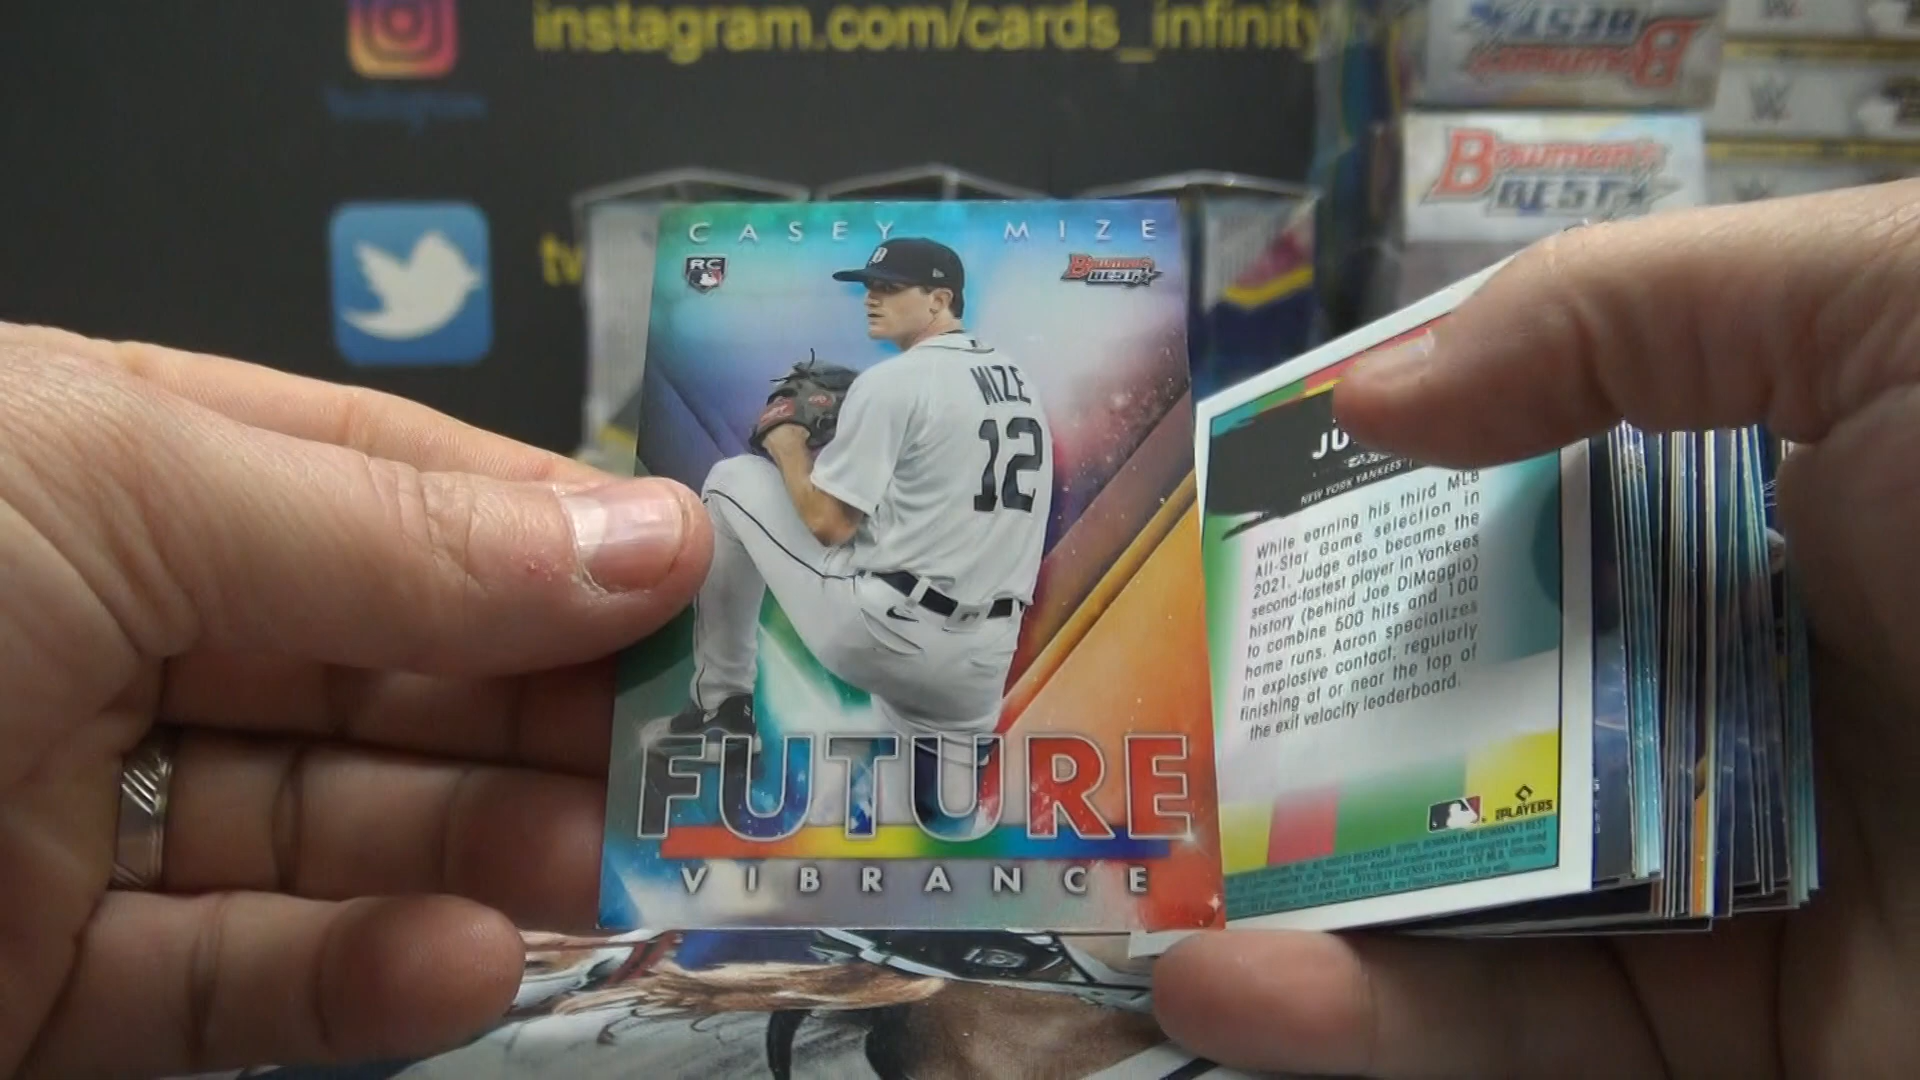 instagram.com/cards_infinity
Instagram
BEST
Bowman's
Bowman's
BEST
W
CASEY MIZE
RC
Bowman's
BEST
MIZE
12
FUTURE
VIBRANCE
NEW YORK YANKEES
While earning his third MLB
All-Star Game selection in
2021, Judge also became the
second-fastest player in Yankees
history (behind Joe DiMaggio)
to combine 500 hits and 100
home runs. Aaron specializes
in explosive contact, regularly
finishing at or near the top of
the exit velocity leaderboard.
PLAYERS